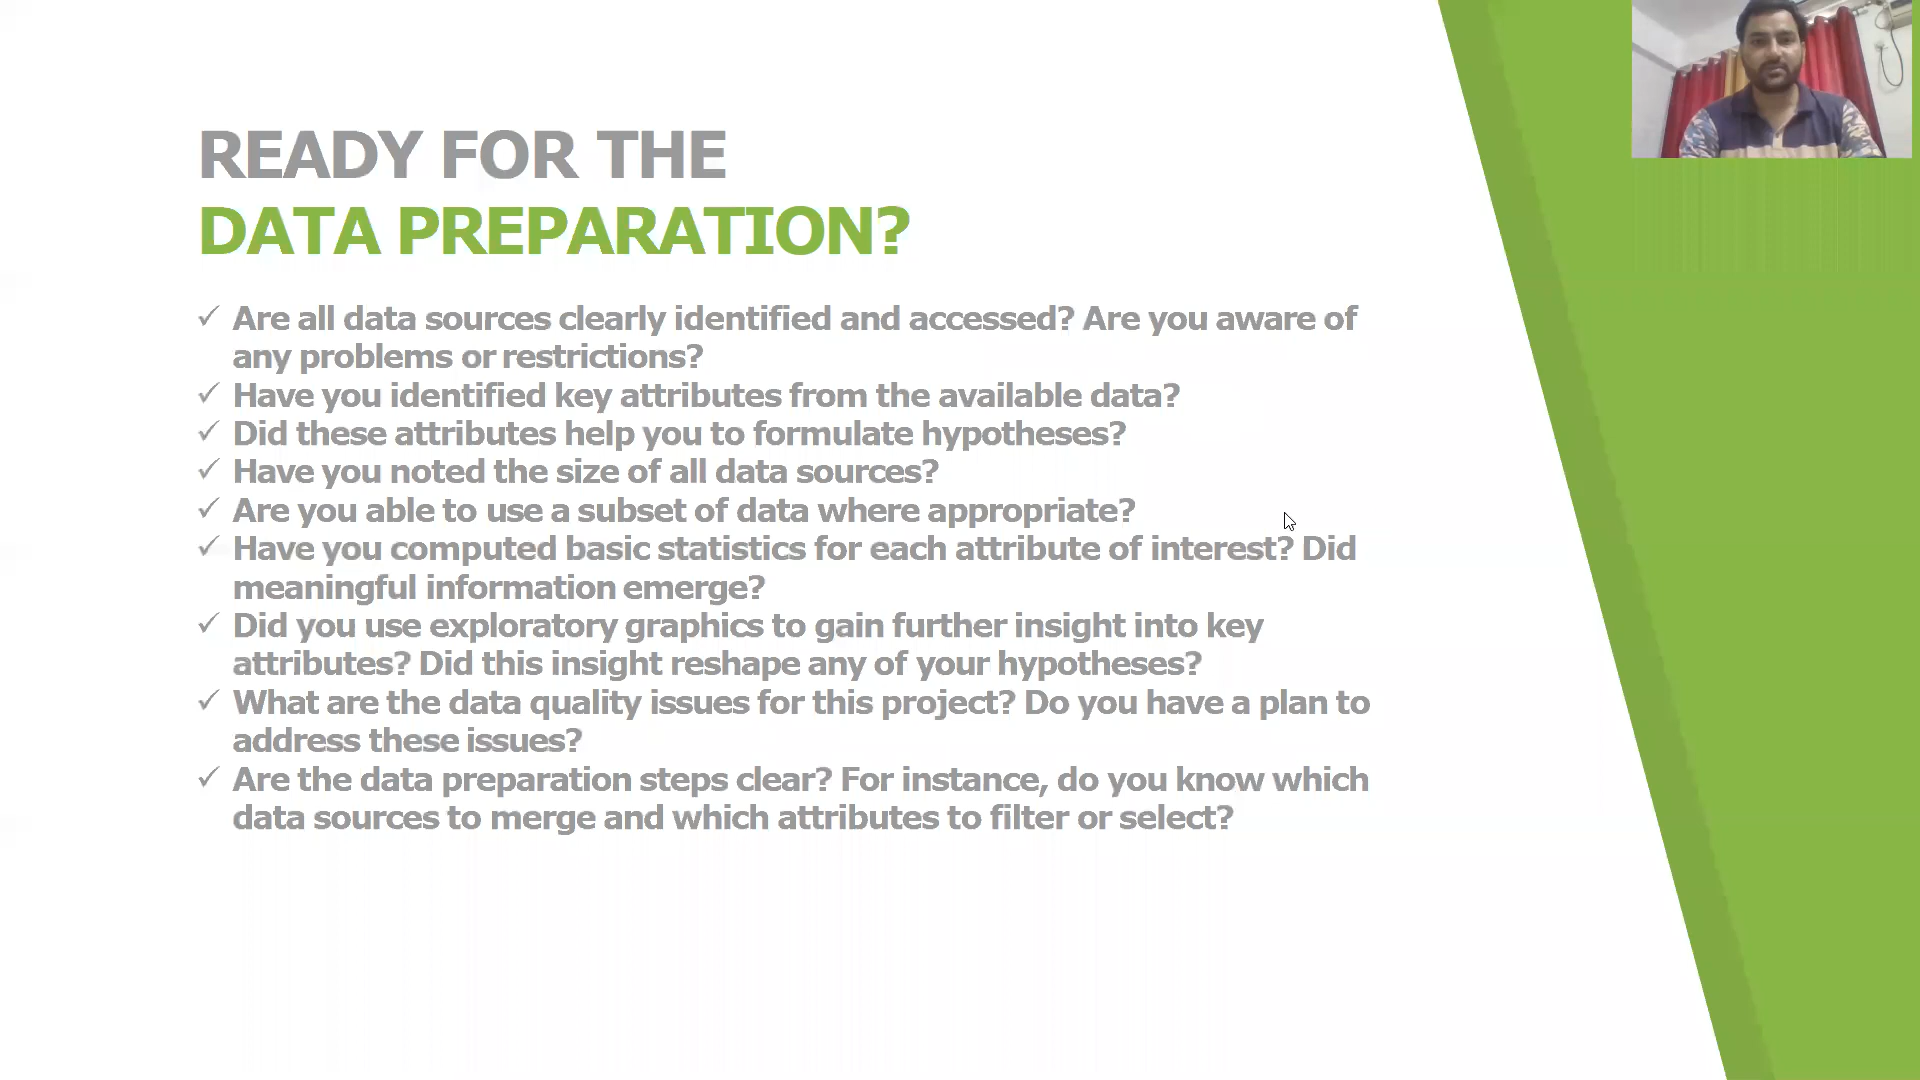 READY FOR THE
DATA PREPARATION?
✓ Are all data sources clearly identified and accessed? Are you aware of
any problems or restrictions?
✓ Have you identified key attributes from the available data?
✓ Did these attributes help you to formulate hypotheses?
✓ Have you noted the size of all data sources?
✓ Are you able to use a subset of data where appropriate?
✓ Have you computed basic statistics for each attribute of interest? Did
meaningful information emerge?
✓ Did you use exploratory graphics to gain further insight into key
attributes? Did this insight reshape any of your hypotheses?
✓ What are the data quality issues for this project? Do you have a plan to
address these issues?
✓ Are the data preparation steps clear? For instance, do you know which
data sources to merge and which attributes to filter or select?